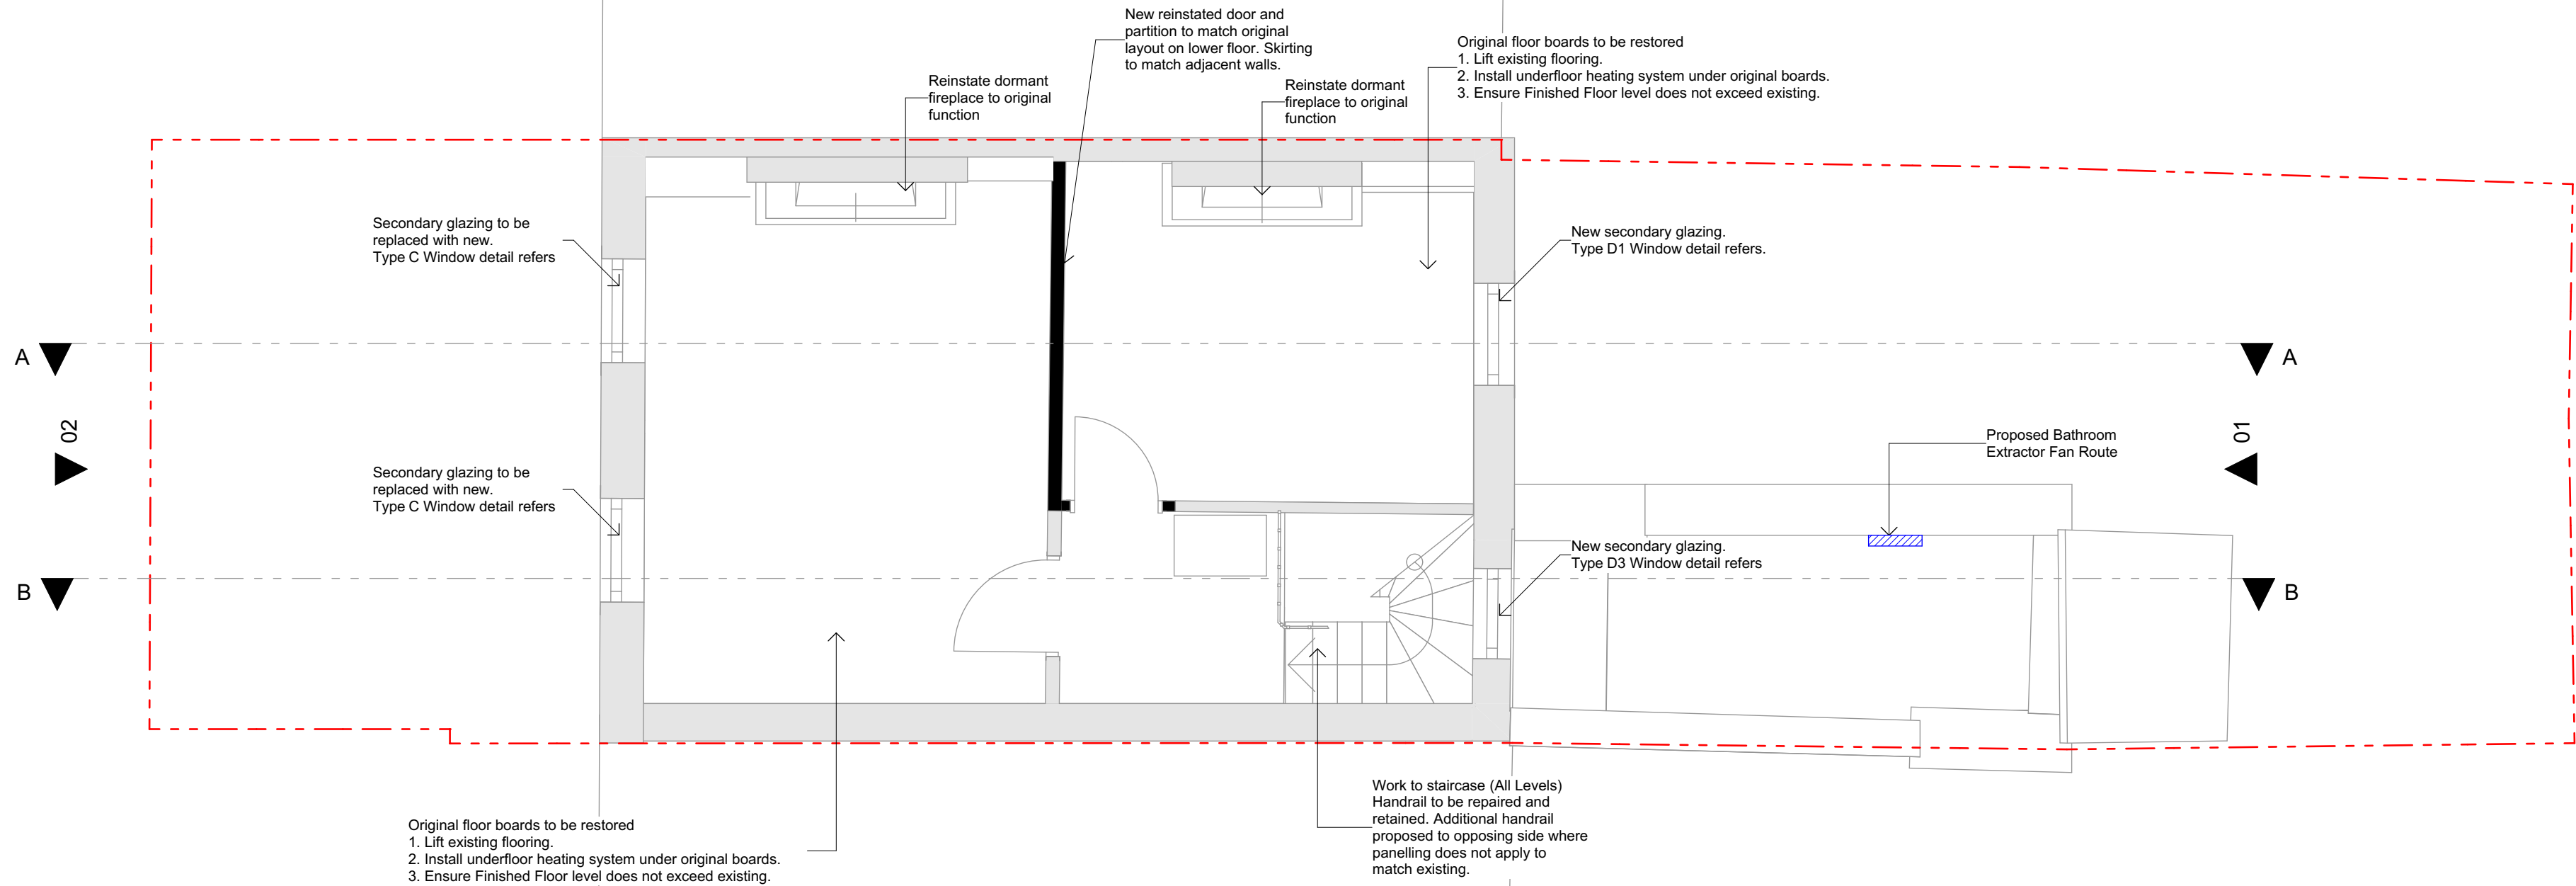 New reinstated door and
partition to match original
layout on lower floor. Skirting
to match adjacent walls.
Original floor boards to be restored
1. Lift existing flooring.
2. Install underfloor heating system under original boards.
3. Ensure Finished Floor level does not exceed existing.
Reinstate dormant
fireplace to original
function
Reinstate dormant
fireplace to original
function
Secondary glazing to be
replaced with new.
Type C Window detail refers
New secondary glazing.
Type D1 Window detail refers.
A
A
02
01
Proposed Bathroom
Extractor Fan Route
Secondary glazing to be
replaced with new.
Type C Window detail refers
New secondary glazing.
Type D3 Window detail refers
B
B
Work to staircase (All Levels)
Handrail to be repaired and
retained. Additional handrail
proposed to opposing side where
panelling does not apply to
match existing.
Original floor boards to be restored
1. Lift existing flooring.
2. Install underfloor heating system under original boards.
3. Ensure Finished Floor level does not exceed existing.